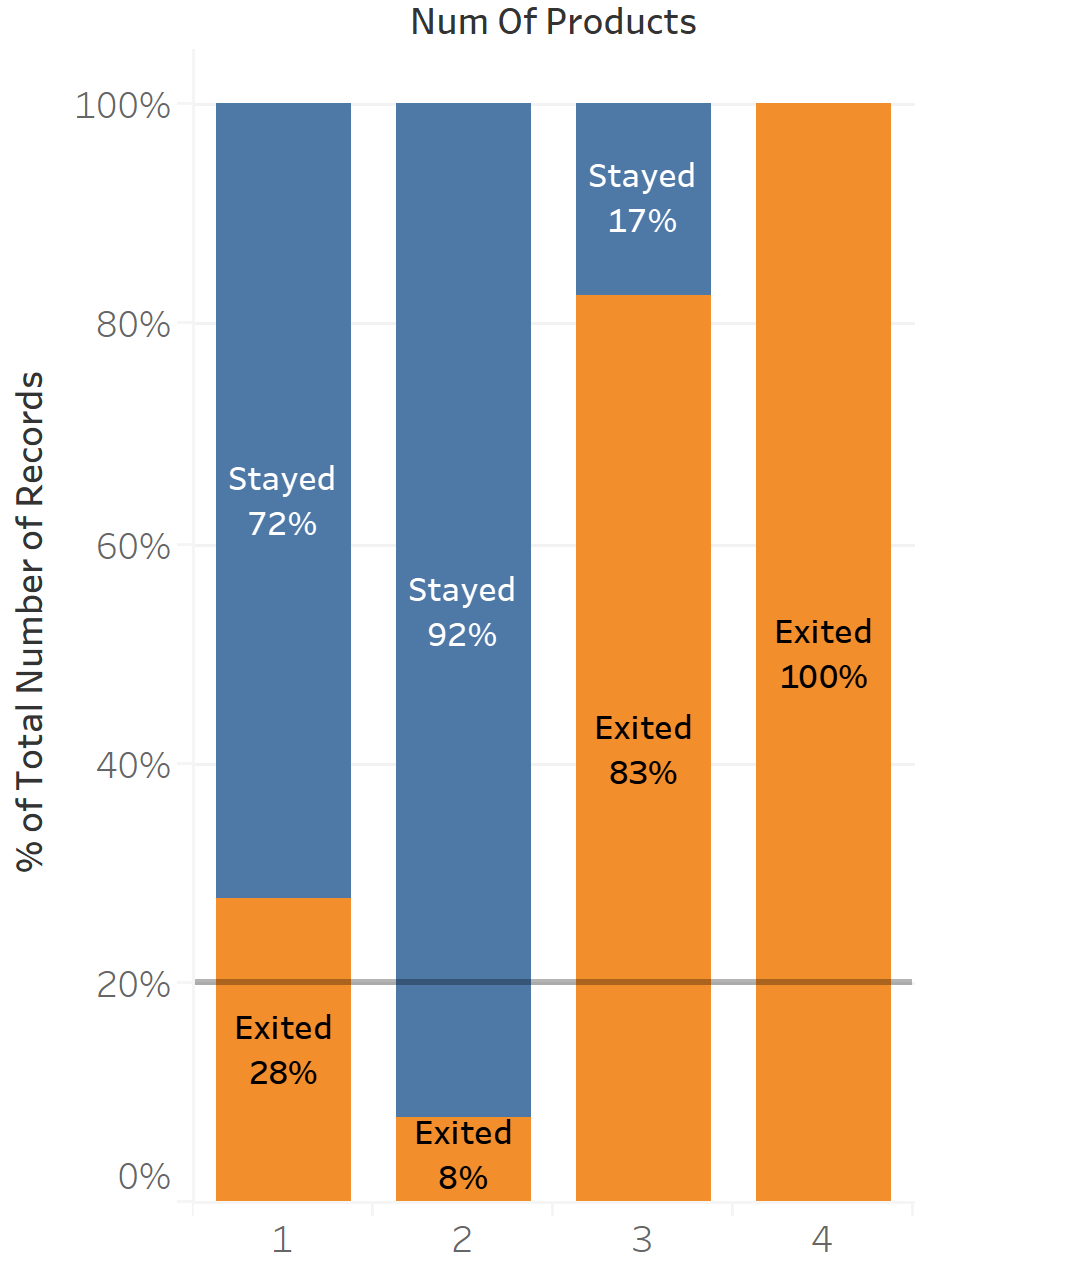 Num Of Products
% of Total Number of Records
100%
80%
60%
40%
20%
0%
Stayed
72%
Exited
28%
Stayed
92%
Exited
8%
Stayed
17%
Exited
83%
Exited
100%
1
2
3
4